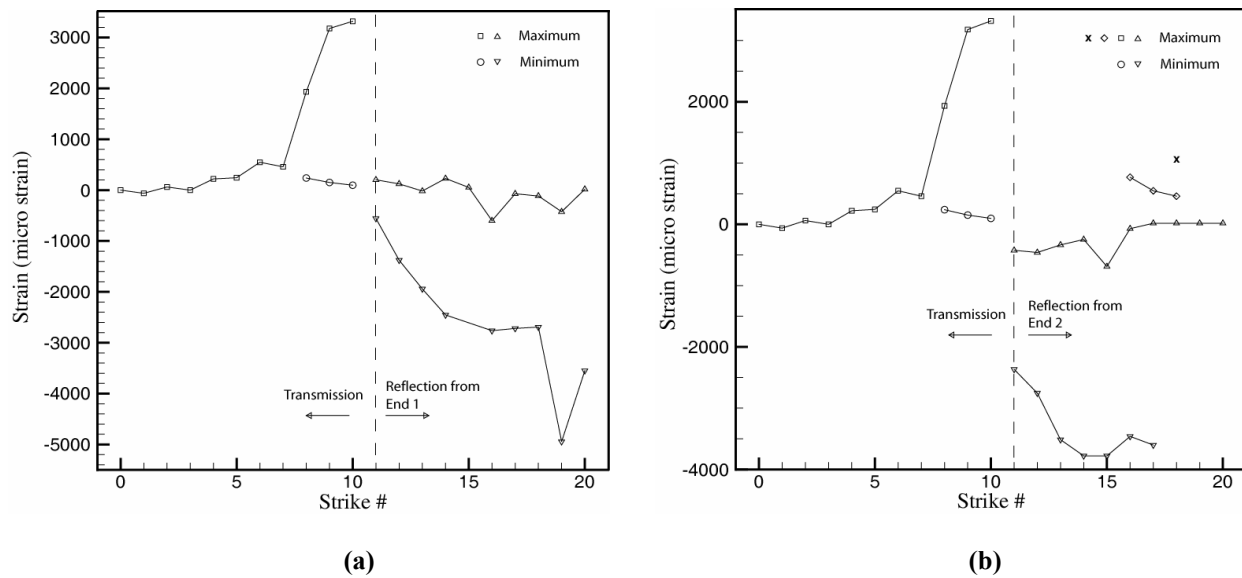 3000
2000
1000
0
-1000
-2000
-3000
-4000
-5000
Strain (micro strain)
Maximum
Minimum
Transmission
Reflection from
End 1
0 5 10 15 20
Strike #
(a)
2000
0
-2000
-4000
Strain (micro strain)
x Maximum
Minimum
Transmission
Reflection from
End 2
x
0 5 10 15 20
Strike #
(b)